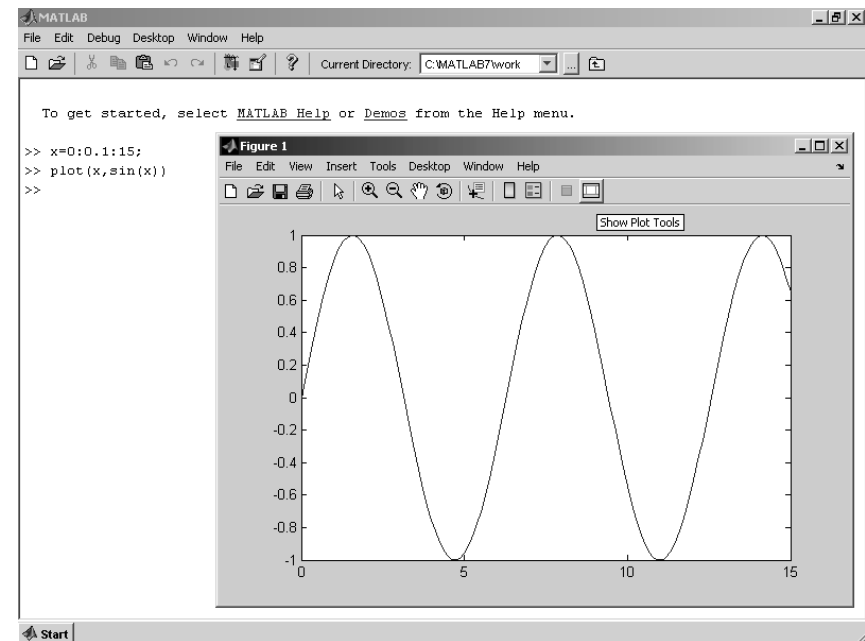 MATLAB
File Edit Debug Desktop Window Help
Current Directory: C:\MATLAB7\work ...
To get started, select MATLAB Help or Demos from the Help menu.
>> x=0:0.1:15;
>> plot(x,sin(x))
>>
Figure 1
File Edit View Insert Tools Desktop Window Help
Show Plot Tools
1
0.8
0.6
0.4
0.2
0
-0.2
-0.4
-0.6
-0.8
-1
0 5 10 15
Start